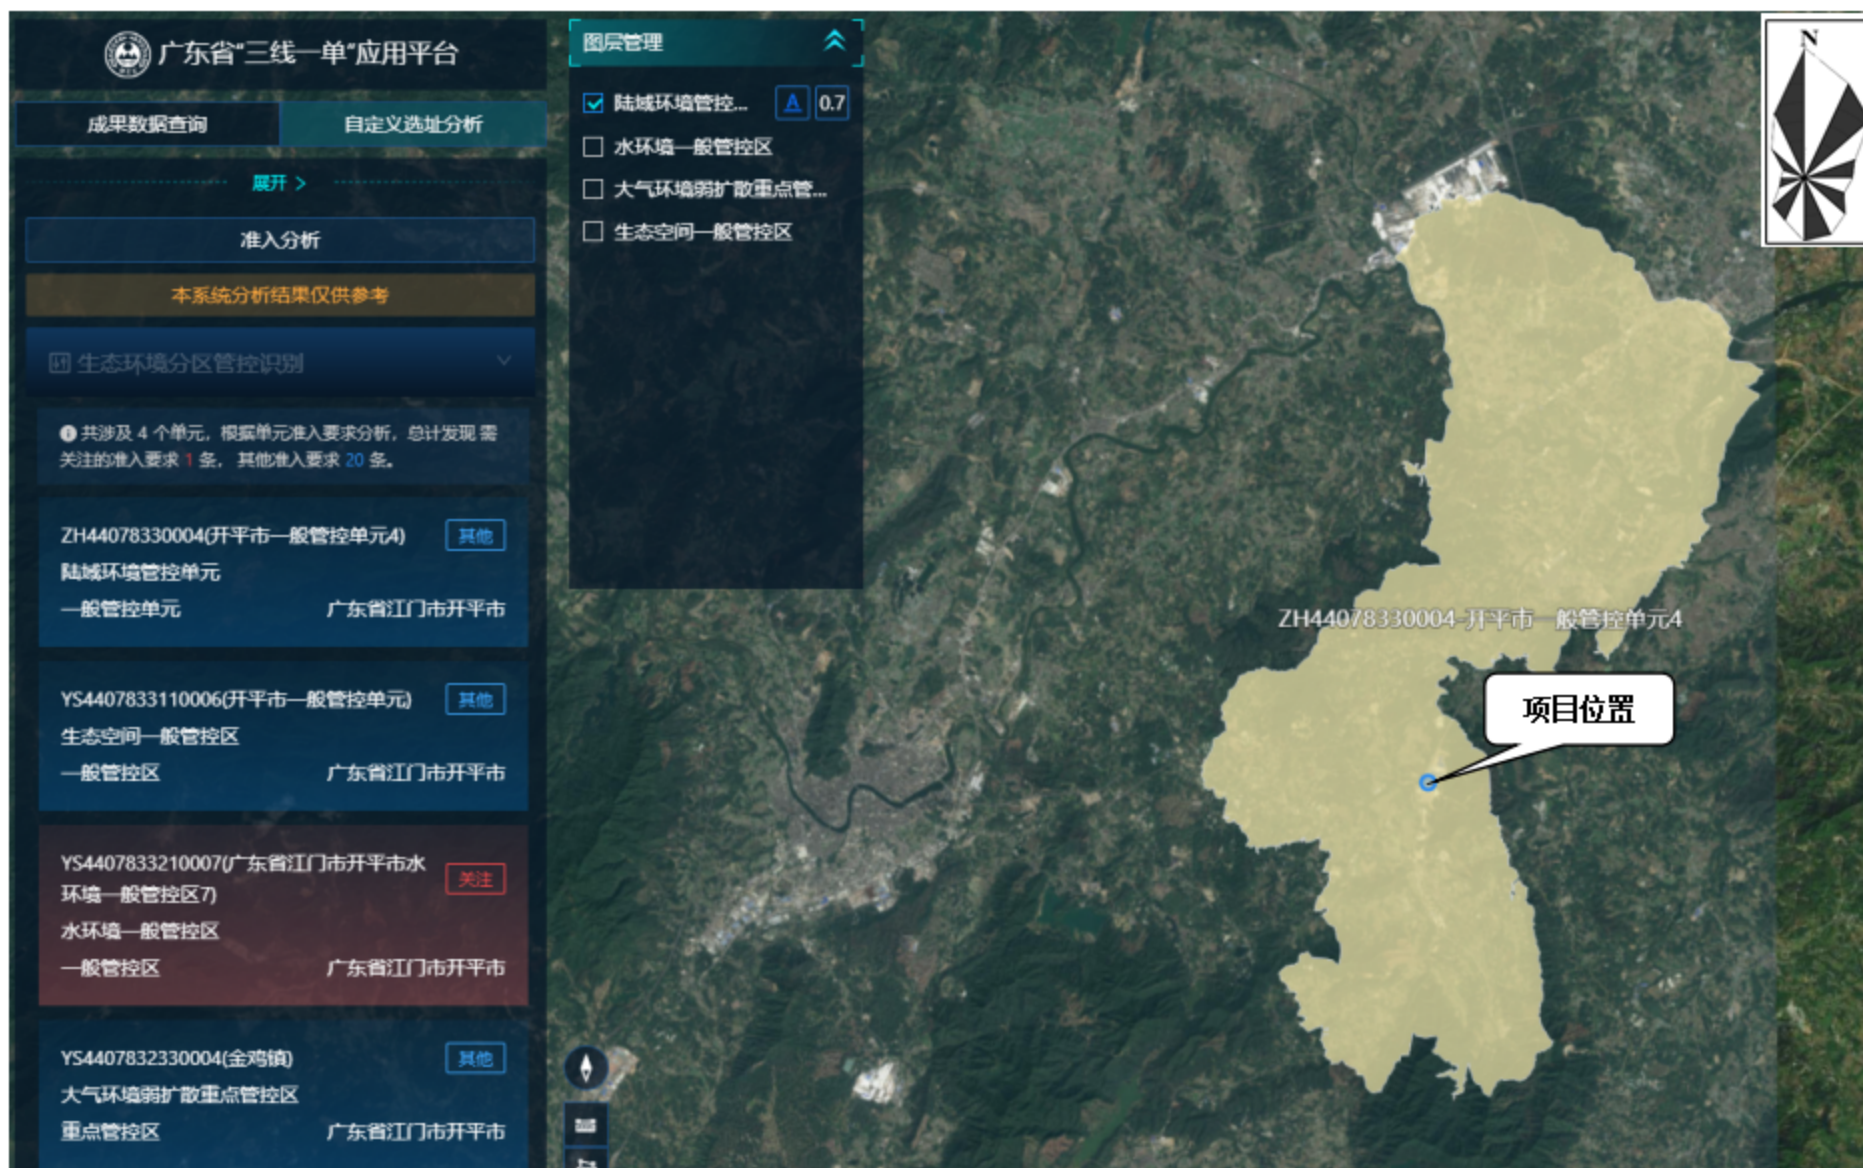 广东省“三线一单”应用平台
成果数据查询
自定义选址分析
展开 >
准入分析
本系统分析结果仅供参考
生态环境分区管控识别
共涉及 4 个单元，根据单元准入要求分析，总计发现 需
关注的准入要求 1 条， 其他准入要求 20 条。
ZH44078330004(开平市一般管控单元4)
其他
陆域环境管控单元
一般管控单元
广东省江门市开平市
YS4407833110006(开平市一般管控单元)
其他
生态空间一般管控区
一般管控区
广东省江门市开平市
YS4407833210007(广东省江门市开平市水
环境一般管控区7)
关注
水环境一般管控区
一般管控区
广东省江门市开平市
YS4407832330004(金鸡镇)
其他
大气环境弱扩散重点管控区
重点管控区
广东省江门市开平市
图层管理
陆域环境管控...
A
0.7
水环境一般管控区
大气环境弱扩散重点管...
生态空间一般管控区
N
ZH44078330004-开平市一般管控单元4
项目位置